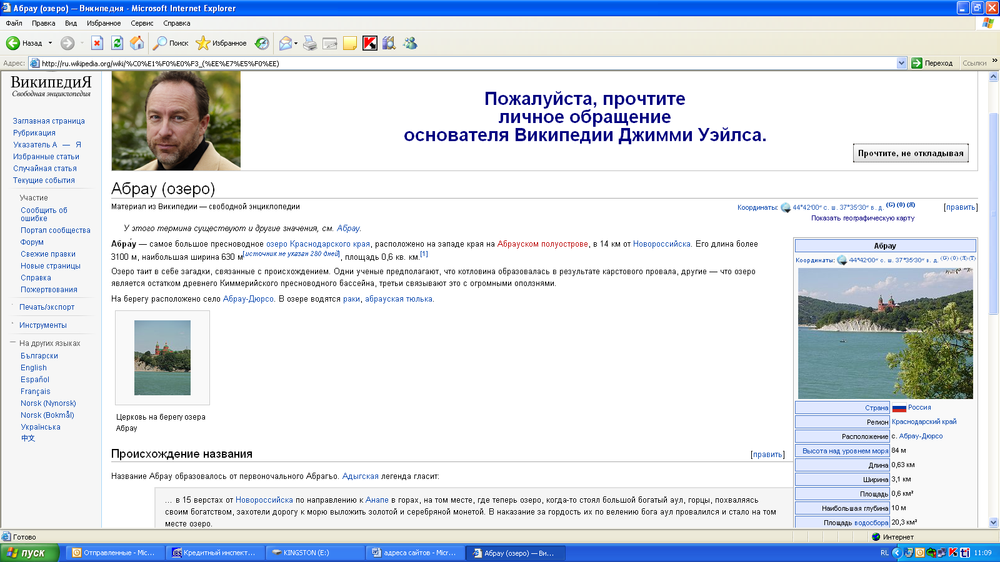 Абрау (озеро) — Википедия - Microsoft Internet Explorer
Файл Правка Вид Избранное Сервис Справка
Назад Поиск Избранное
Адрес: http://ru.wikipedia.org/wiki/%C0%E1%F0%E0%F3_(%EE%E7%E5%F0%EE) Переход Ссылки »
ВикипедиЯ
Свободная энциклопедия
Заглавная страница
Рубрикация
Указатель А — Я
Избранные статьи
Случайная статья
Текущие события
Участие
Сообщить об
ошибке
Портал сообщества
Форум
Свежие правки
Новые страницы
Справка
Пожертвования
Печать/экспорт
Инструменты
На других языках
Български
English
Español
Français
Norsk (Nynorsk)
Norsk (Bokmål)
Українська
中文
Пожалуйста, прочтите
личное обращение
основателя Википедии Джимми Уэйлса.
Прочтите, не откладывая
Абрау (озеро)
Материал из Википедии — свободной энциклопедии
Координаты: 44°42′00″ с. ш. 37°35′30″ в. д. (G) (O) (Я) [править]
Показать географическую карту
У этого термина существуют и другие значения, см. Абрау.
Абра́у — самое большое пресноводное озеро Краснодарского края, расположено на западе края на Абрауском полуострове, в 14 км от Новороссийска. Его длина более
3100 м, наибольшая ширина 630 м[источник не указан 280 дней], площадь 0,6 кв. км.[1]
Озеро таит в себе загадки, связанные с происхождением. Одни ученые предполагают, что котловина образовалась в результате карстового провала, другие — что озеро
является остатком древнего Киммерийского пресноводного бассейна, третьи связывают это с огромными оползнями.
На берегу расположено село Абрау-Дюрсо. В озере водятся раки, абрауская тюлька.
Церковь на берегу озера
Абрау
Происхождение названия [править]
Название Абрау образовалось от первоночального Абрагъо. Адыгская легенда гласит:
... в 15 верстах от Новороссийска по направлению к Анапе в горах, на том месте, где теперь озеро, когда-то стоял большой богатый аул, горцы, похваляясь
своим богатством, захотели дорогу к морю выложить золотой и серебряной монетой. В наказание за гордость их по велению бога аул провалился и стало на том
месте озеро.
Абрау
Координаты: 44°42′00″ с. ш. 37°35′30″ в. д. (G) (O) (Я) (T)
Страна Россия
Регион Краснодарский край
Расположение с. Абрау-Дюрсо
Высота над уровнем моря 84 м
Длина 0,63 км
Ширина 3,1 км
Площадь 0,6 км²
Наибольшая глубина 10 м
Площадь водосбора 20,3 км²
Готово Интернет
пуск Отправленные - Mic... Кредитный инспект... KINGSTON (E:) адреса сайтов - Micr... Абрау (озеро) — Ви... RL 11:09